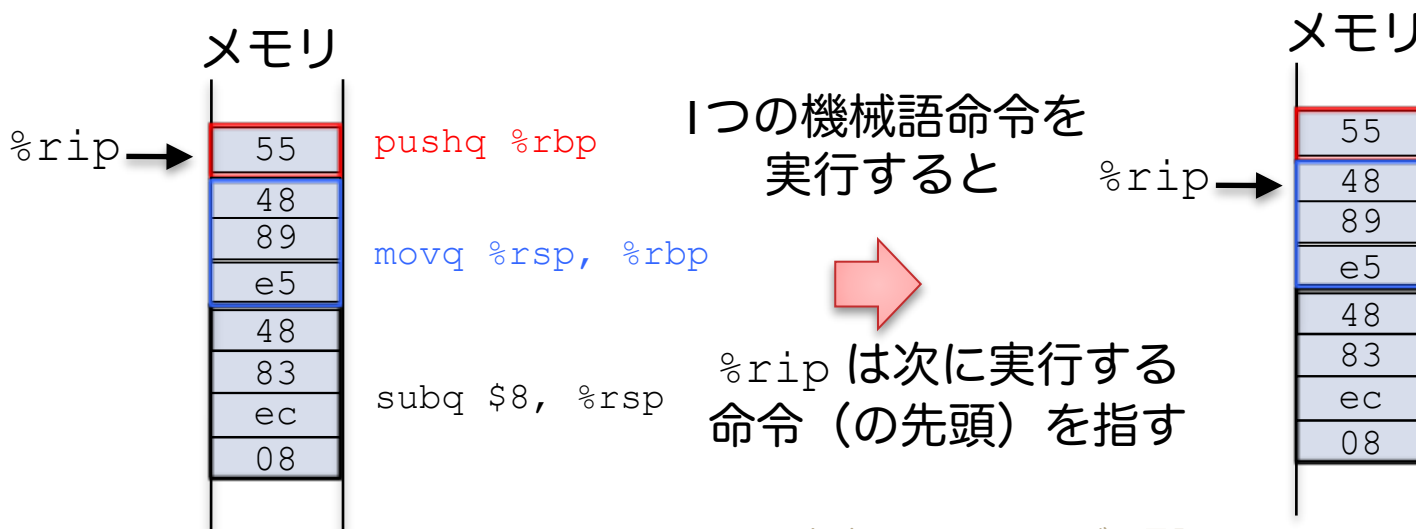 メモリ
%rip
55
pushq %rbp
48
89
e5
movq %rsp, %rbp
48
83
ec
08
subq $8, %rsp
1つの機械語命令を
実行すると
%rip は次に実行する
命令（の先頭）を指す
メモリ
%rip
55
48
89
e5
48
83
ec
08